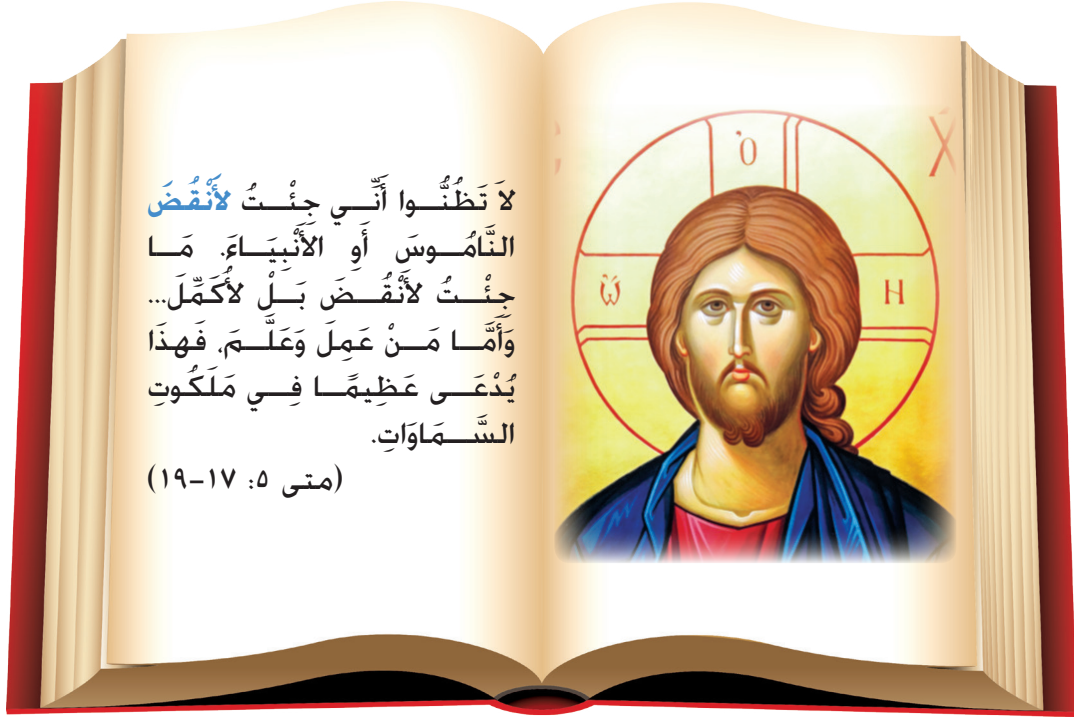 لاَ تَظُنُّوا أَنِّي جِئْتُ لأَنْقُضَ
النَّامُوسَ أَوِ الأَنْبِيَاءَ. مَا
جِئْتُ لأَنْقُضَ بَلْ لأُكَمِّلَ...
وَأَمَّا مَنْ عَمِلَ وَعَلَّمَ، فَهذَا
يُدْعَى عَظِيمًا فِي مَلَكُوتِ
السَّمَاوَاتِ.
(متى ٥: ١٧-١٩)
Ὁ
Ὢ Η
Χ